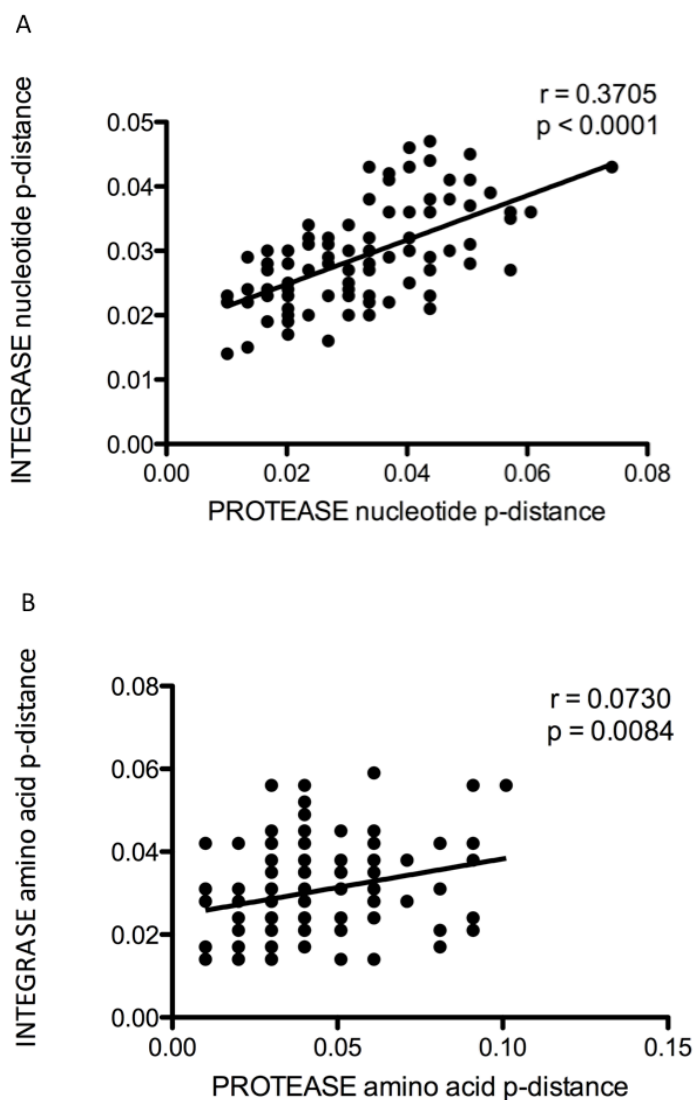 A
r = 0.3705
p < 0.0001
INTEGRASE nucleotide p-distance
0.05
0.04
0.03
0.02
0.01
0.00
0.00 0.02 0.04 0.06 0.08
PROTEASE nucleotide p-distance
B
r = 0.0730
p = 0.0084
INTEGRASE amino acid p-distance
0.08
0.06
0.04
0.02
0.00
0.00 0.05 0.10 0.15
PROTEASE amino acid p-distance